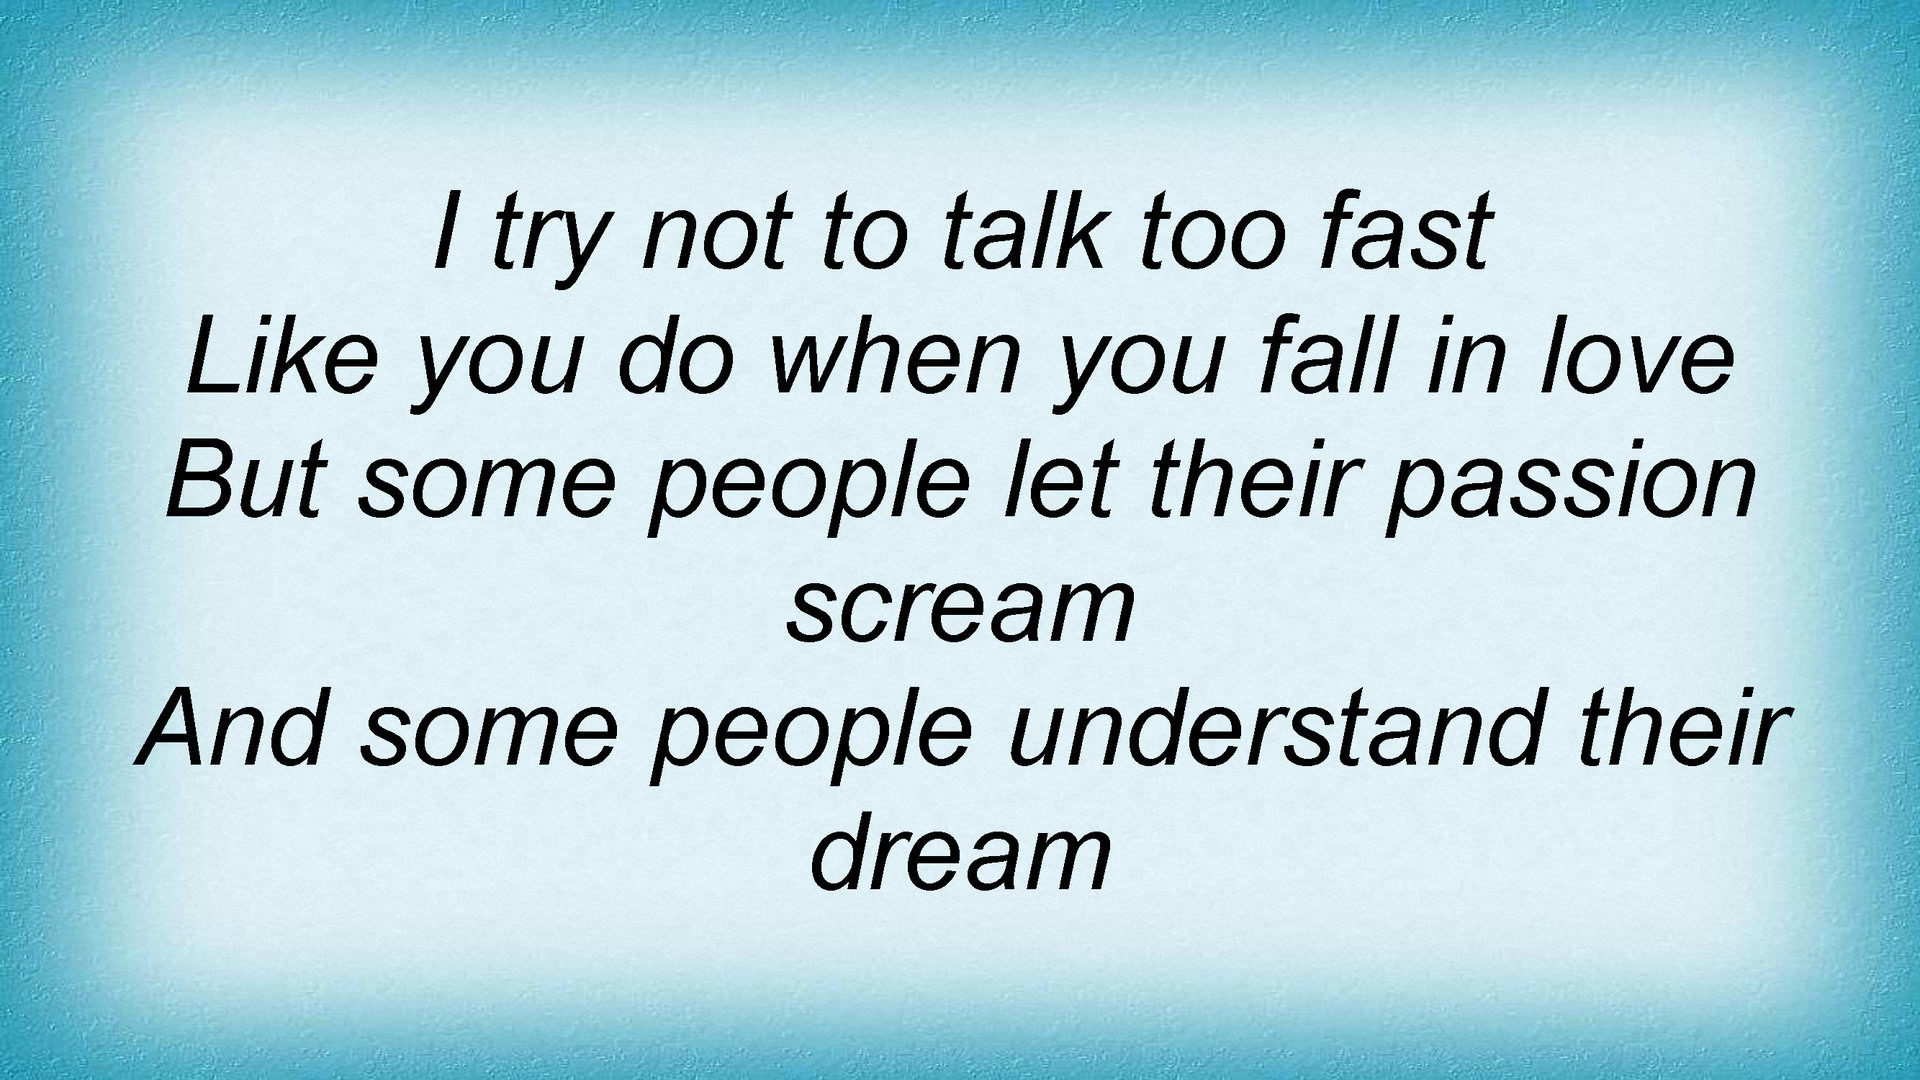 I try not to talk too fast
Like you do when you fall in love
But some people let their passion
scream
And some people understand their
dream